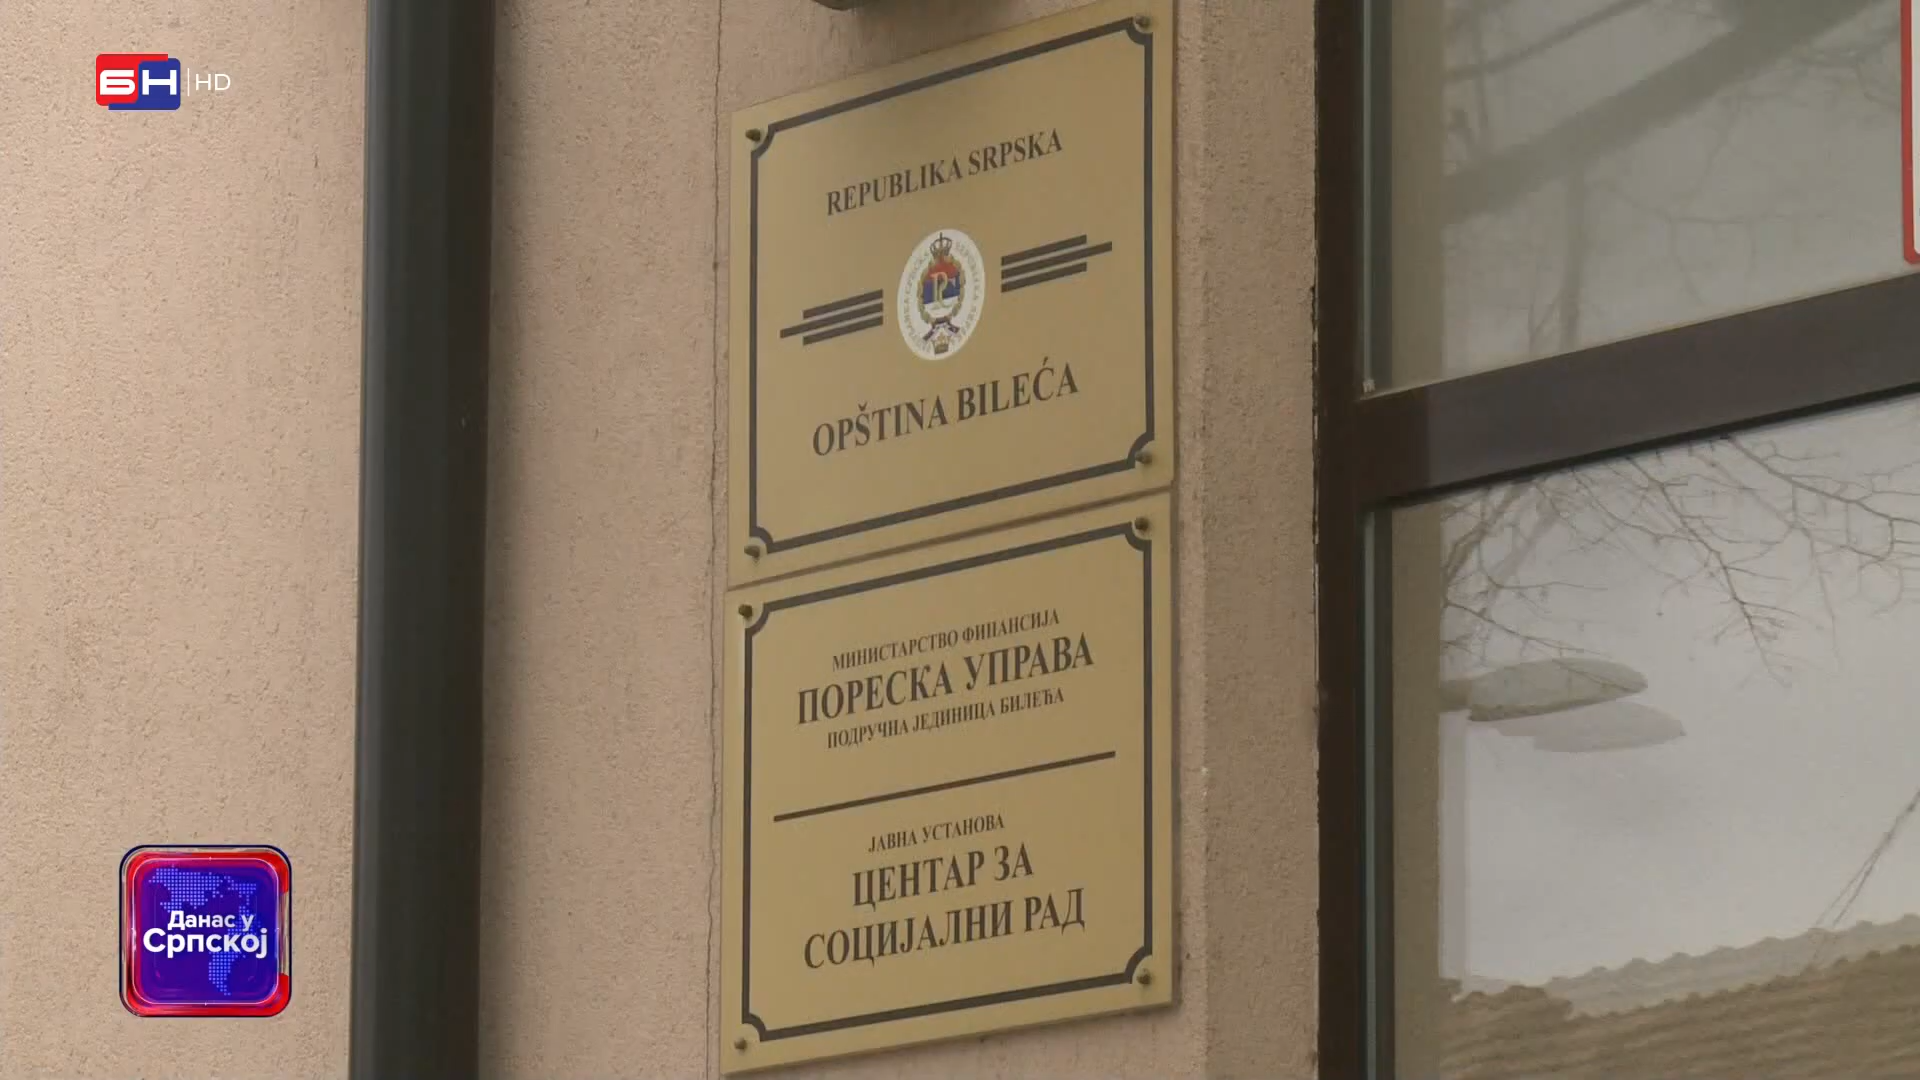 БН HD
REPUBLIKA SRPSKA
OPŠTINA BILEĆA
МИНИСТАРСТВО ФИНАНСИЈА
ПОРЕСКА УПРАВА
ПОДРУЧНА ЈЕДИНИЦА БИЛЕЋА
ЈАВНА УСТАНОВА
ЦЕНТАР ЗА
СОЦИЈАЛНИ РАД
Данас у
Српској